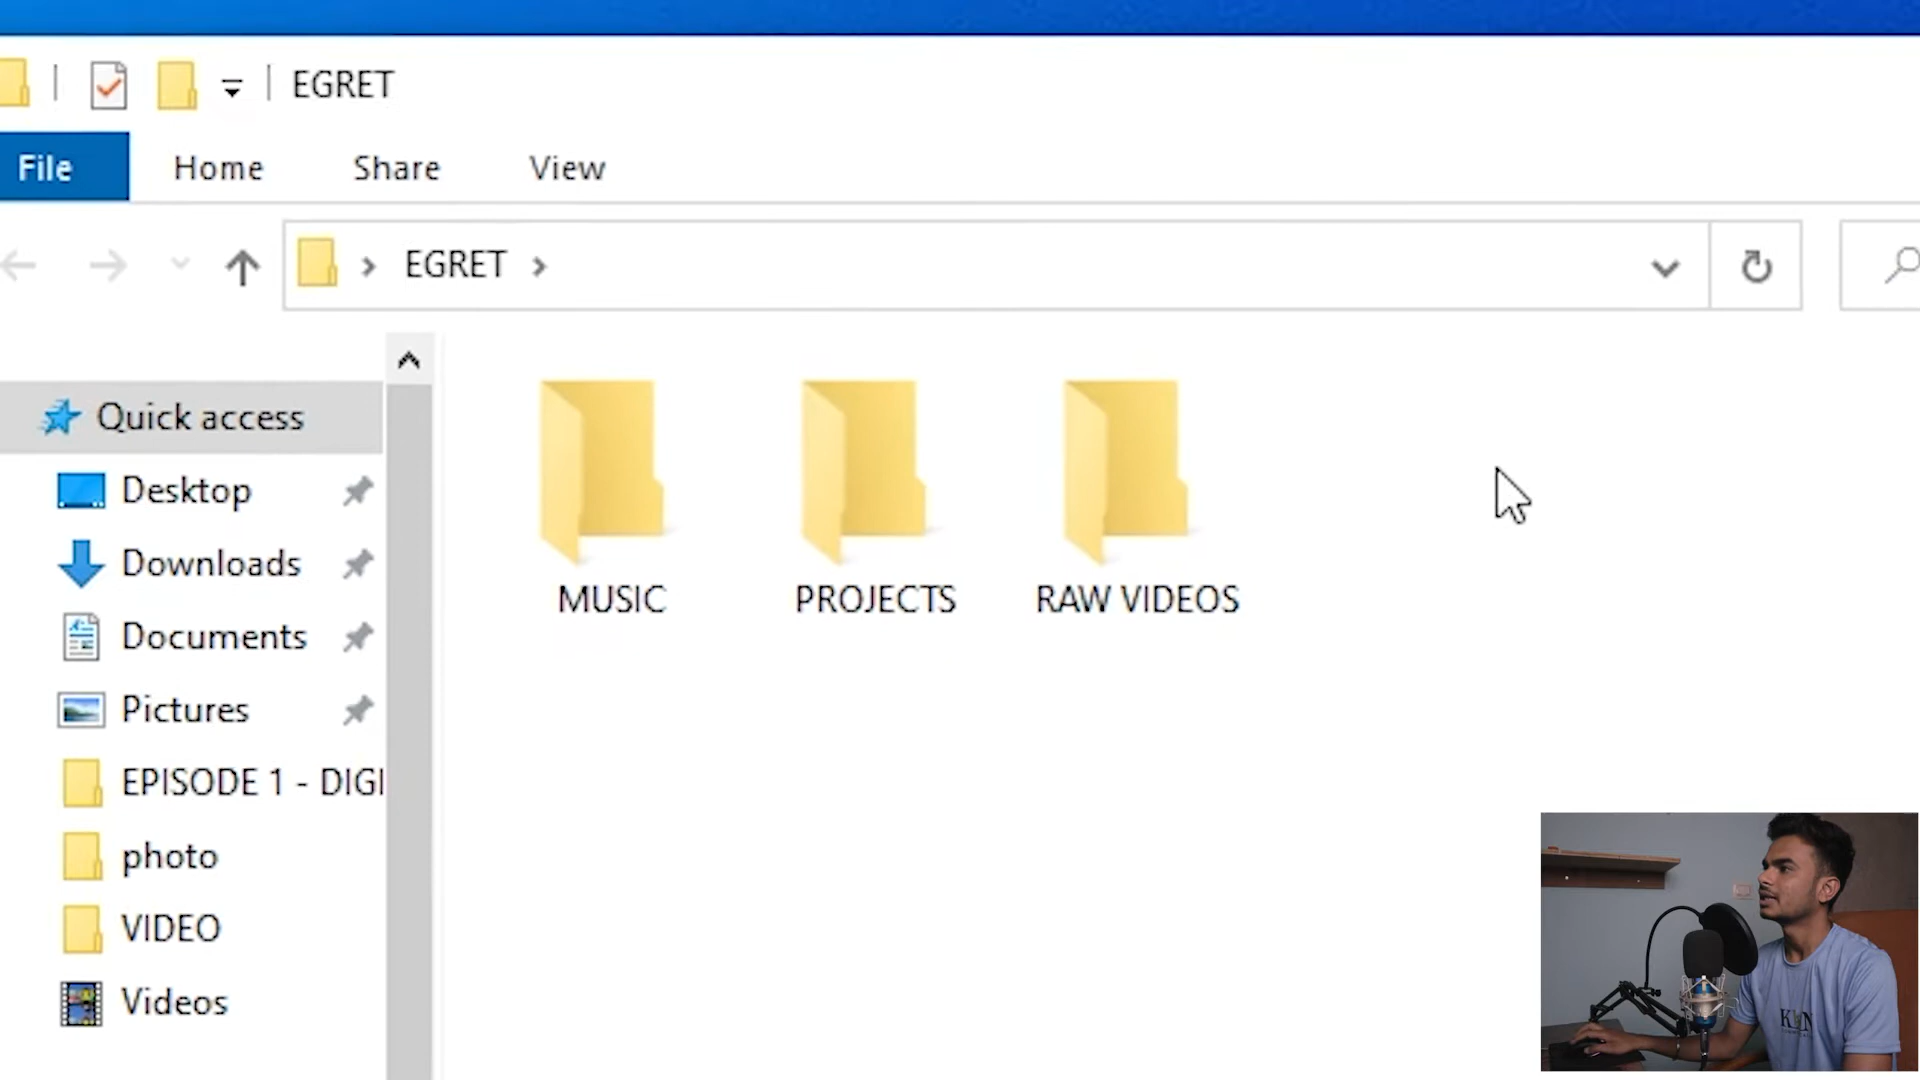 EGRET
File Home Share View
EGRET
Quick access
Desktop
Downloads
Documents
Pictures
EPISODE 1 - DIGI
photo
VIDEO
Videos
MUSIC PROJECTS RAW VIDEOS